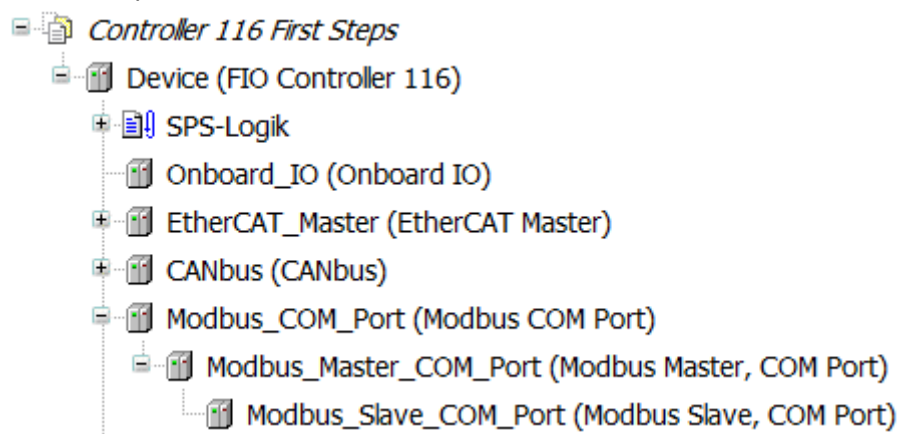 Controller 116 First Steps
Device (FIO Controller 116)
SPS-Logik
Onboard_IO (Onboard IO)
EtherCAT_Master (EtherCAT Master)
CANbus (CANbus)
Modbus_COM_Port (Modbus COM Port)
Modbus_Master_COM_Port (Modbus Master, COM Port)
Modbus_Slave_COM_Port (Modbus Slave, COM Port)